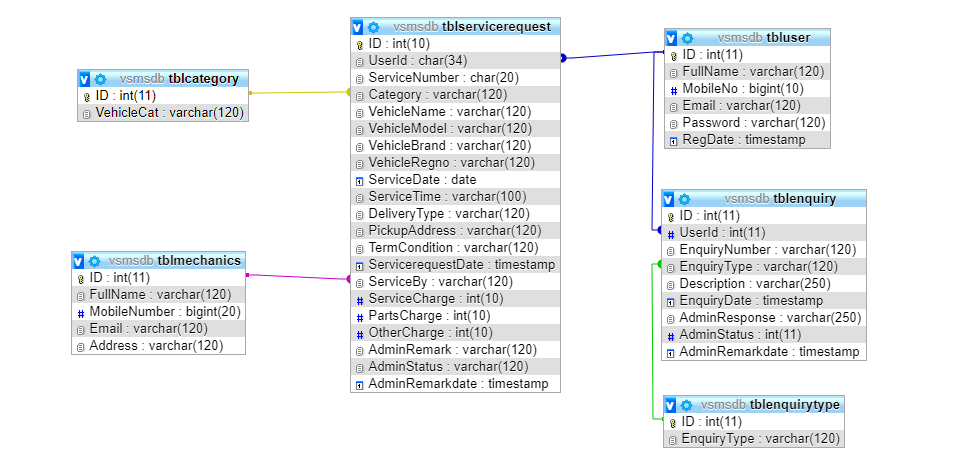 vsmsdb tblcategory
ID : int(11)
VehicleCat : varchar(120)
vsmsdb tblmechanics
ID : int(11)
FullName : varchar(120)
MobileNumber : bigint(20)
Email : varchar(120)
Address : varchar(120)
vsmsdb tblservicerequest
ID : int(10)
UserId : char(34)
ServiceNumber : char(20)
Category : varchar(120)
VehicleName : varchar(120)
VehicleModel : varchar(120)
VehicleBrand : varchar(120)
VehicleRegno : varchar(120)
ServiceDate : date
ServiceTime : varchar(100)
DeliveryType : varchar(120)
PickupAddress : varchar(120)
TermCondition : varchar(120)
ServicerequestDate : timestamp
ServiceBy : varchar(120)
# ServiceCharge : int(10)
# PartsCharge : int(10)
# OtherCharge : int(10)
AdminRemark : varchar(120)
AdminStatus : varchar(120)
AdminRemarkdate : timestamp
vsmsdb tbluser
ID : int(11)
FullName : varchar(120)
# MobileNo : bigint(10)
Email : varchar(120)
Password : varchar(120)
RegDate : timestamp
vsmsdb tblenquiry
ID : int(11)
# UserId : int(11)
EnquiryNumber : varchar(120)
EnquiryType : varchar(120)
Description : varchar(250)
EnquiryDate : timestamp
AdminResponse : varchar(250)
# AdminStatus : int(11)
AdminRemarkdate : timestamp
vsmsdb tblenquirytype
ID : int(11)
EnquiryType : varchar(120)